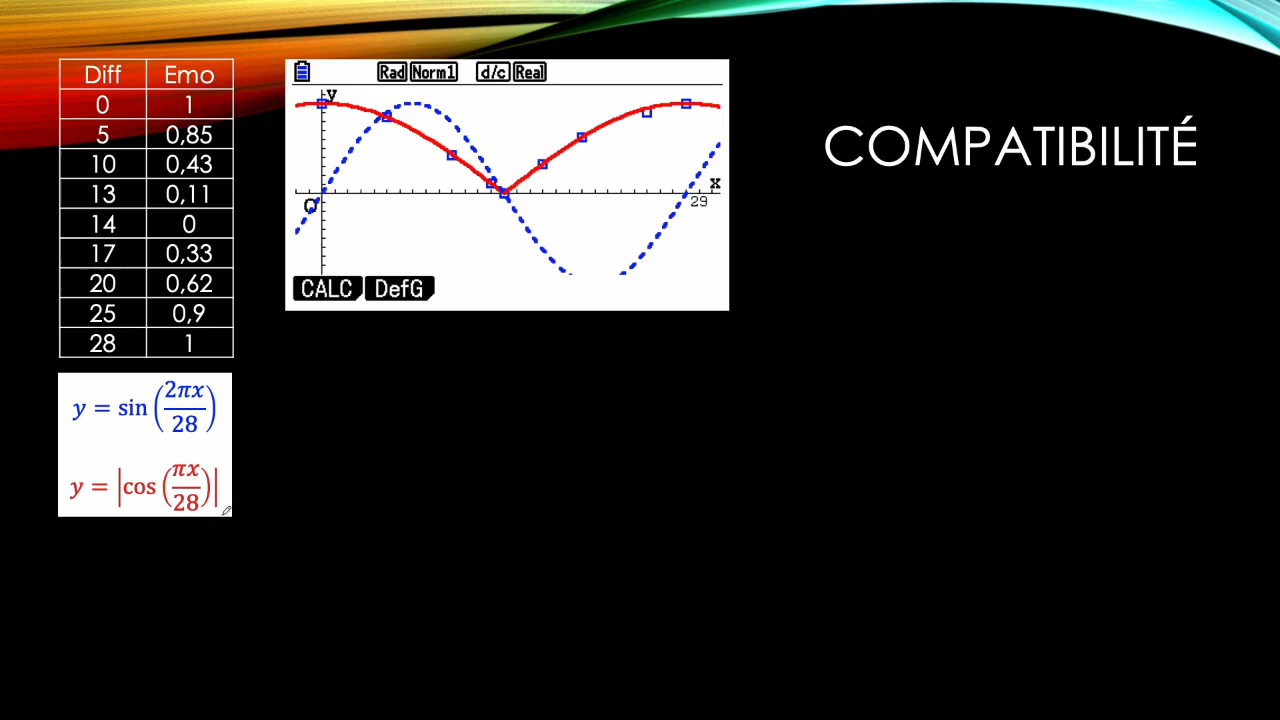 COMPATIBILITÉ
Diff Emo
0 1
5 0,85
10 0,43
13 0,11
14 0
17 0,33
20 0,62
25 0,9
28 1
Rad Norm1 d/c Real
y
x
O
29
CALC DefG
y = sin(2πx/28)
y = |cos(πx/28)|